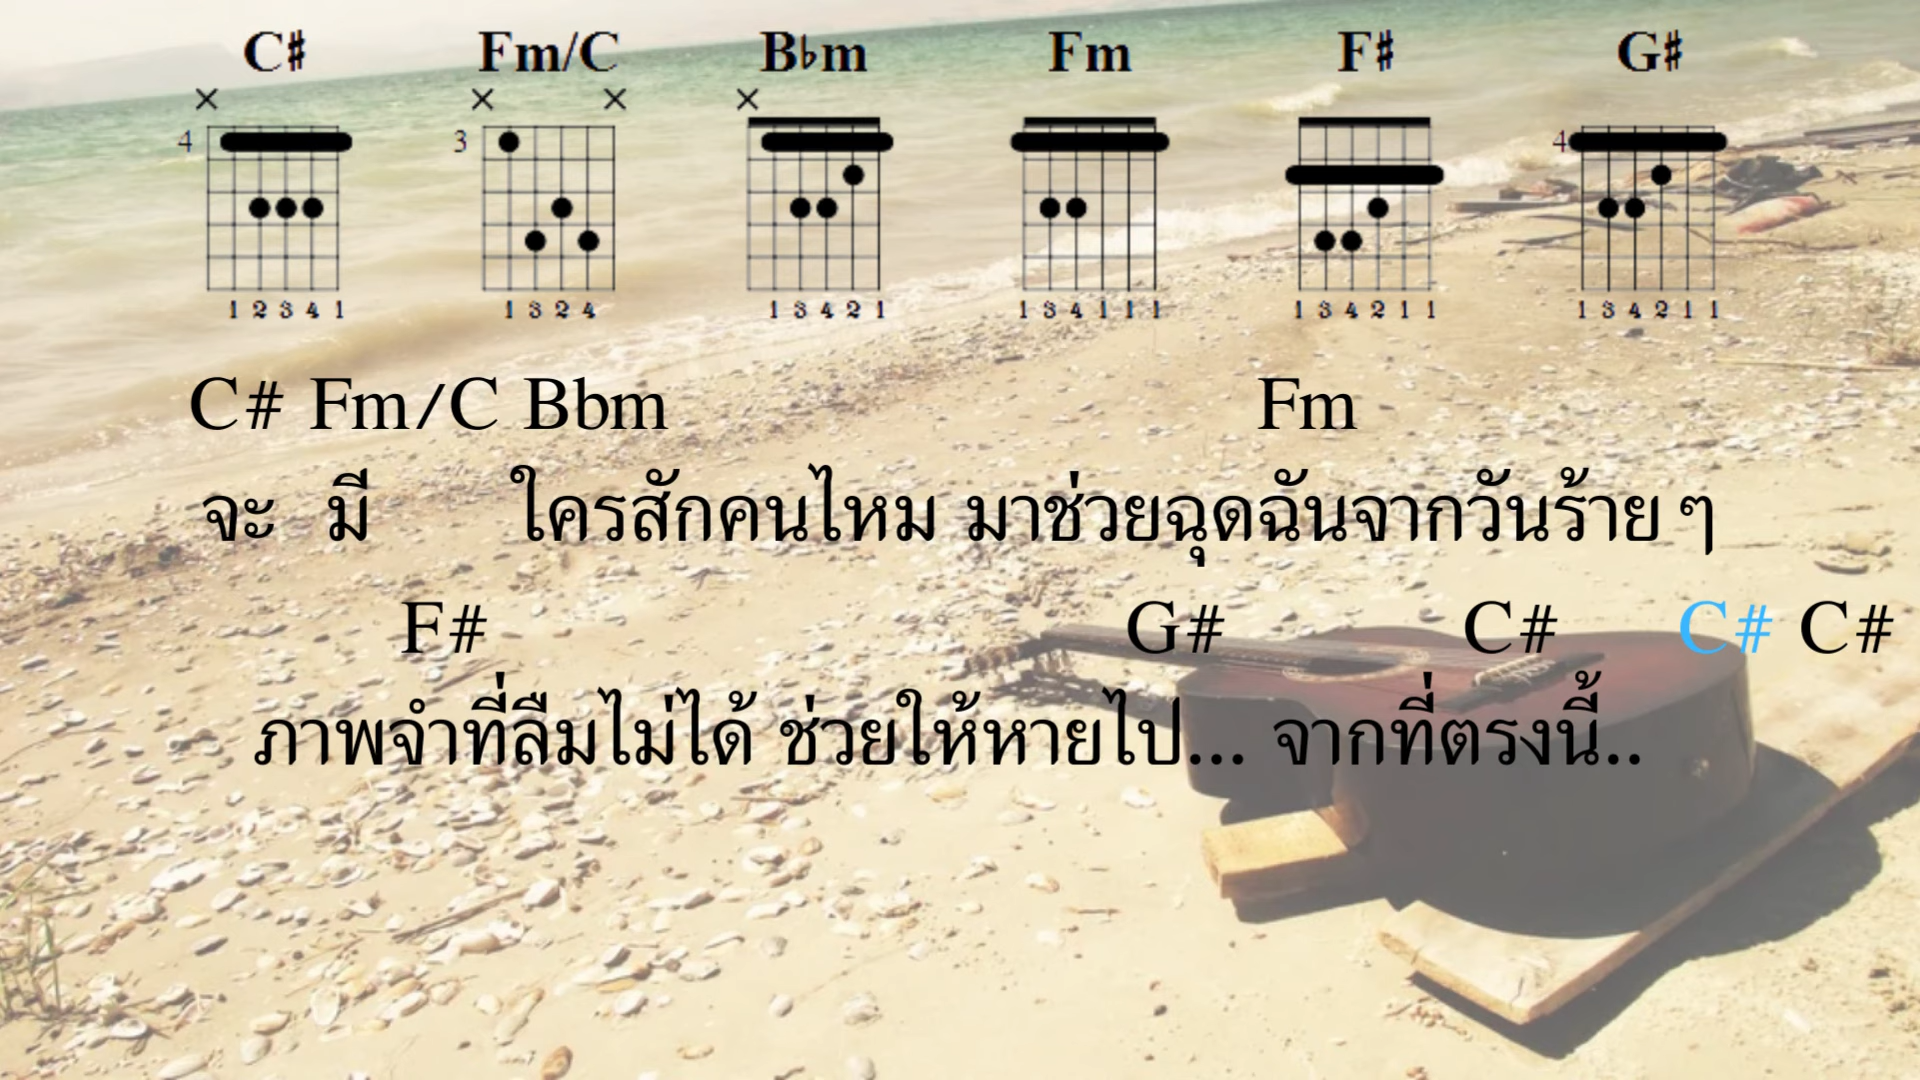 C♯ Fm/C B♭m Fm F♯ G♯
× × × ×
4 3 4
1 2 3 4 1 1 3 2 4 1 3 4 2 1 1 3 4 1 1 1 1 3 4 2 1 1 1 3 4 2 1 1
C# Fm/C Bbm Fm
จะ มี ใครสักคนไหม มาช่วยฉุดฉันจากวันร้าย ๆ
F# G# C# C# C#
ภาพจำที่ลืมไม่ได้ ช่วยให้หายไป... จากที่ตรงนี้..